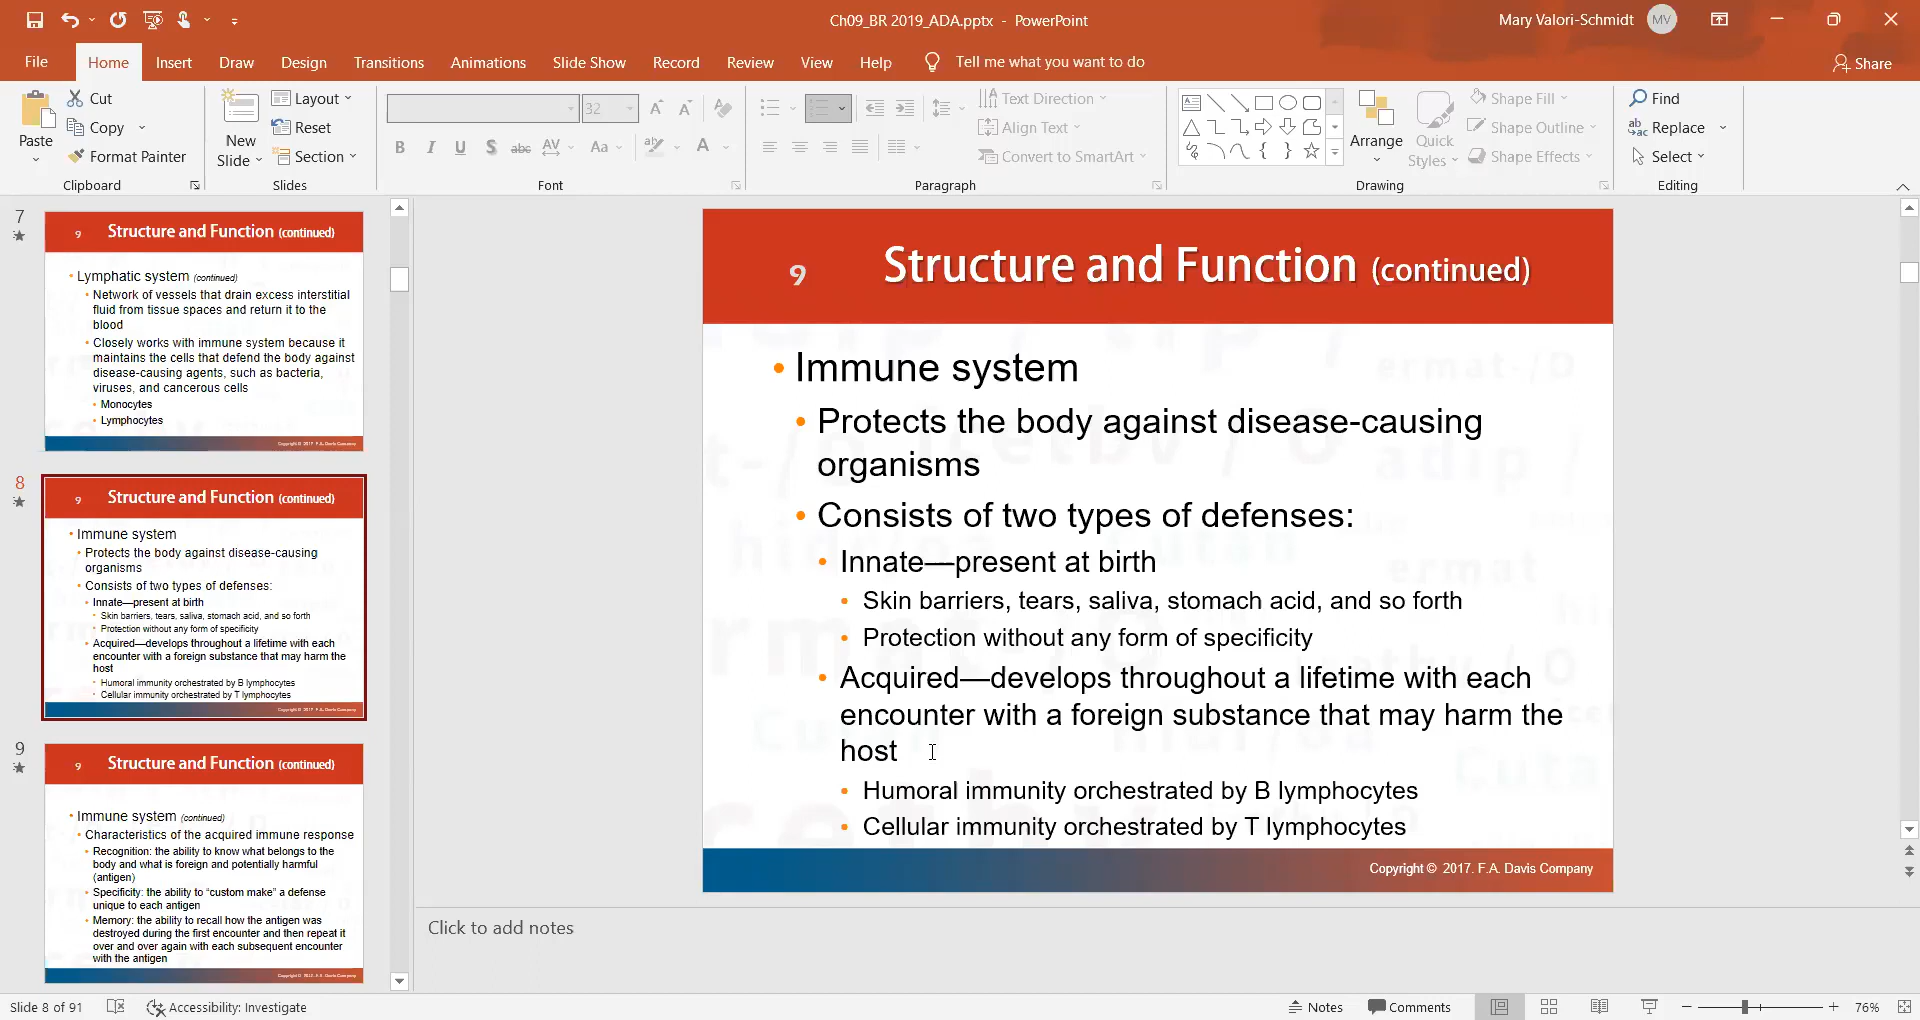 Ch09_BR 2019_ADA.pptx - PowerPoint
Mary Valori-Schmidt
MV
File Home Insert Draw Design Transitions Animations Slide Show Record Review View Help Tell me what you want to do
Share
Paste
Cut
Copy
Format Painter
Clipboard
New Slide
Layout
Reset
Section
Slides
32
B I U S abc AV Aa A
Font
Text Direction
Align Text
Convert to SmartArt
Paragraph
Arrange
Quick Styles
Shape Fill
Shape Outline
Shape Effects
Drawing
Find
Replace
Select
Editing
7
9 Structure and Function (continued)
• Lymphatic system (continued)
• Network of vessels that drain excess interstitial
fluid from tissue spaces and return it to the
blood
• Closely works with immune system because it
maintains the cells that defend the body against
disease-causing agents, such as bacteria,
viruses, and cancerous cells
• Monocytes
• Lymphocytes
Copyright © 2017. F.A. Davis Company
8
9 Structure and Function (continued)
• Immune system
• Protects the body against disease-causing
organisms
• Consists of two types of defenses:
• Innate—present at birth
• Skin barriers, tears, saliva, stomach acid, and so forth
• Protection without any form of specificity
• Acquired—develops throughout a lifetime with each
encounter with a foreign substance that may harm the
host
• Humoral immunity orchestrated by B lymphocytes
• Cellular immunity orchestrated by T lymphocytes
Copyright © 2017. F.A. Davis Company
9
9 Structure and Function (continued)
• Immune system (continued)
• Characteristics of the acquired immune response
• Recognition: the ability to know what belongs to the
body and what is foreign and potentially harmful
(antigen)
• Specificity: the ability to “custom make” a defense
unique to each antigen
• Memory: the ability to recall how the antigen was
destroyed during the first encounter and then repeat it
over and over again with each subsequent encounter
with the antigen
9 Structure and Function (continued)
• Immune system
• Protects the body against disease-causing
organisms
• Consists of two types of defenses:
• Innate—present at birth
• Skin barriers, tears, saliva, stomach acid, and so forth
• Protection without any form of specificity
• Acquired—develops throughout a lifetime with each
encounter with a foreign substance that may harm the
host
• Humoral immunity orchestrated by B lymphocytes
• Cellular immunity orchestrated by T lymphocytes
Copyright © 2017. F.A. Davis Company
Click to add notes
Slide 8 of 91
Accessibility: Investigate
Notes
Comments
76%